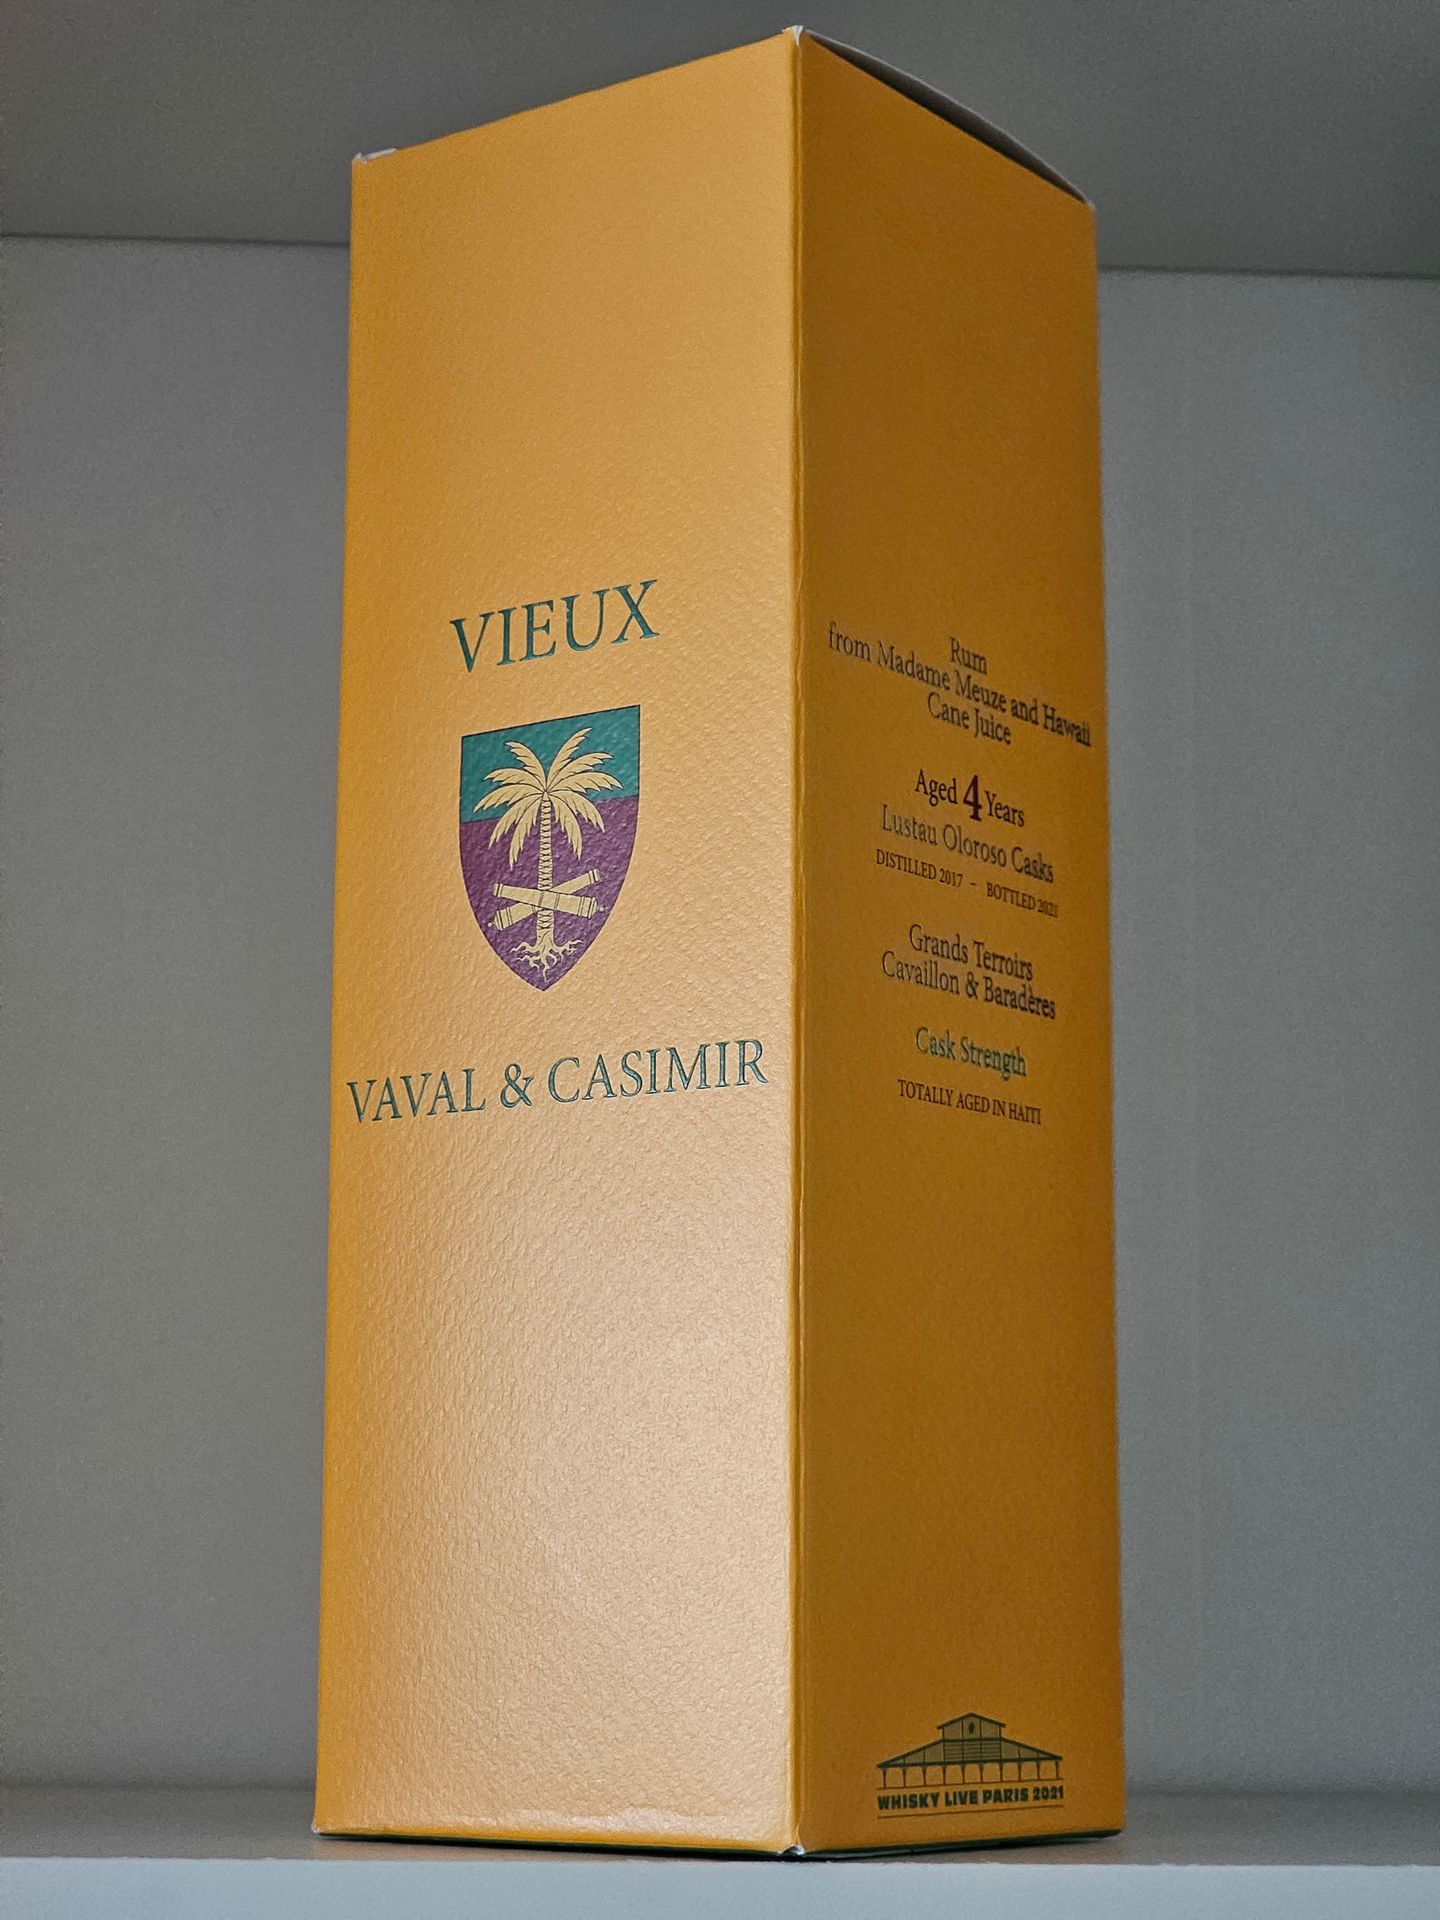 VIEUX
VAVAL & CASIMIR
Rum
from Madame Meuze and Hawaii
Cane Juice
Aged 4 Years
Lustau Oloroso Casks
DISTILLED 2017 - BOTTLED 2021
Grands Terroirs
Cavaillon & Baradères
Cask Strength
TOTALLY AGED IN HAITI
WHISKY LIVE PARIS 2021